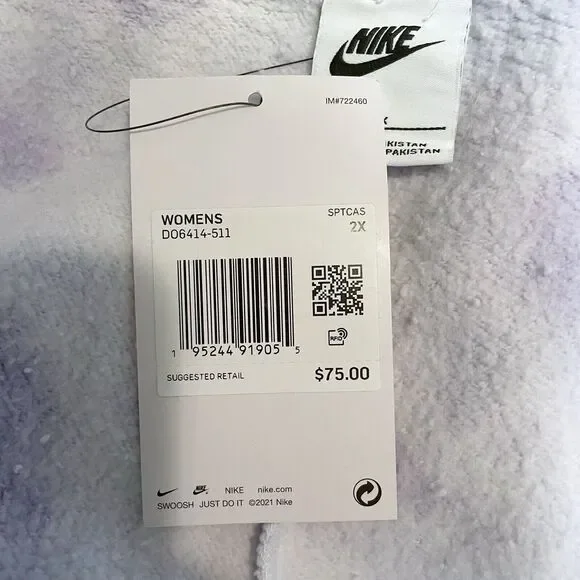 NIKE
X
KISTAN
PAKISTAN
IM#722460
WOMENS SPTCAS
DO6414-511 2X
1 95244 91905 5
RFID
SUGGESTED RETAIL $75.00
NIKE nike.com
SWOOSH JUST DO IT ©2021 Nike